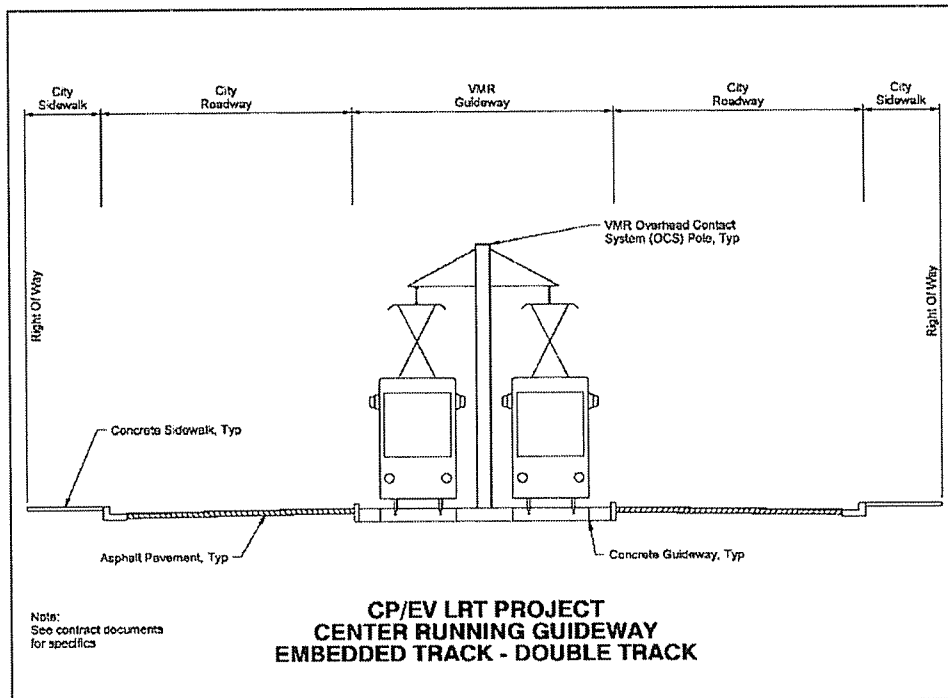 City
Sidewalk
City
Roadway
VMR
Guideway
City
Roadway
City
Sidewalk
VMR Overhead Contact
System (OCS) Pole, Typ
Right Of Way
Right Of Way
Concrete Sidewalk, Typ
Asphalt Pavement, Typ
Concrete Guideway, Typ
Note:
See contract documents
for specifics
CP/EV LRT PROJECT
CENTER RUNNING GUIDEWAY
EMBEDDED TRACK - DOUBLE TRACK